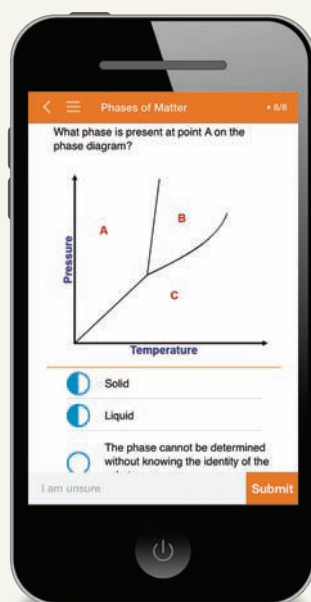 Phases of Matter
• 8/8
What phase is present at point A on the
phase diagram?
A
B
C
Pressure
Temperature
Solid
Liquid
The phase cannot be determined
without knowing the identity of the
I am unsure
Submit